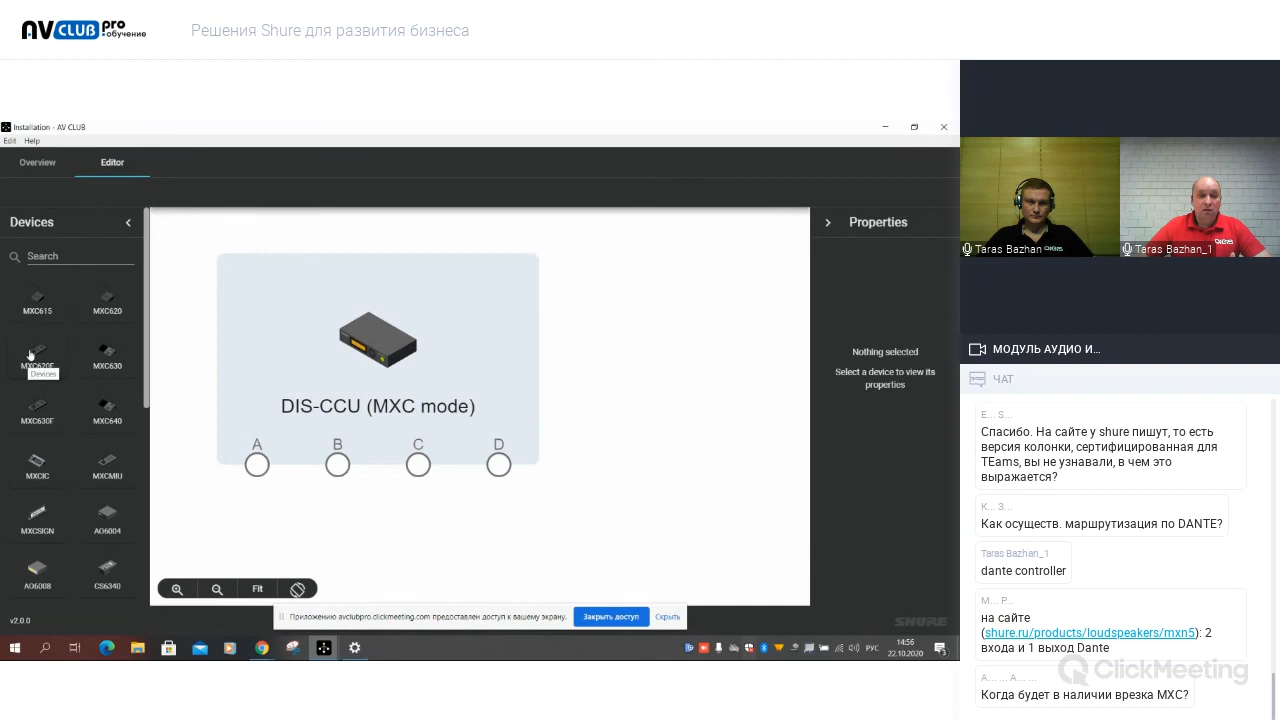 AV CLUB pro
обучение
Решения Shure для развития бизнеса
Installation - AV CLUB
Edit Help
Overview Editor
Devices
Search
MXC615 MXC620
MXC620F MXC630
Devices
MXC630F MXC640
MXCIC MXCMIU
MXCSIGN AO6004
AO6008 CS6340
v2.0.0
DIS-CCU (MXC mode)
A B C D
Fit
Properties
Nothing selected
Select a device to view its
properties
SHURE
Приложению avclubpro.clickmeeting.com предоставлен доступ к вашему экрану.
Закрыть доступ
Скрыть
РУС
14:56
22.10.2020
3
Taras Bazhan
DIGIS
Taras Bazhan_1
DIGIS
МОДУЛЬ АУДИО И...
ЧАТ
E... S...
Спасибо. На сайте у shure пишут, то есть
версия колонки, сертифицированная для
TEams, вы не узнавали, в чем это
выражается?
К... З...
Как осуществ. маршрутизация по DANTE?
Taras Bazhan_1
dante controller
М... Р...
на сайте
(shure.ru/products/loudspeakers/mxn5): 2
входа и 1 выход Dante
А... ... А... ...
Когда будет в наличии врезка МХС?
ClickMeeting